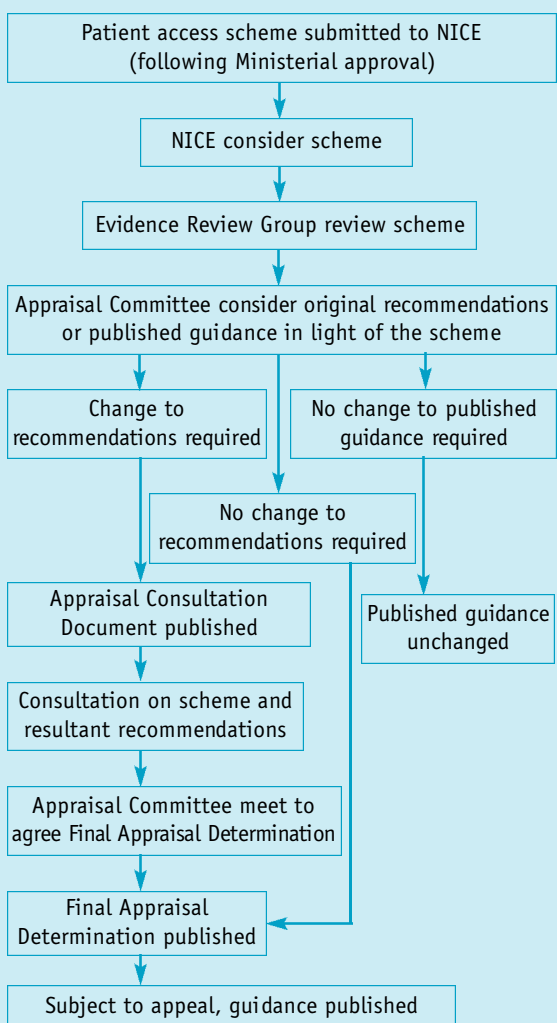 Patient access scheme submitted to NICE
(following Ministerial approval)
NICE consider scheme
Evidence Review Group review scheme
Appraisal Committee consider original recommendations
or published guidance in light of the scheme
Change to
recommendations required
No change to published
guidance required
No change to
recommendations required
Appraisal Consultation
Document published
Published guidance
unchanged
Consultation on scheme and
resultant recommendations
Appraisal Committee meet to
agree Final Appraisal Determination
Final Appraisal
Determination published
Subject to appeal, guidance published